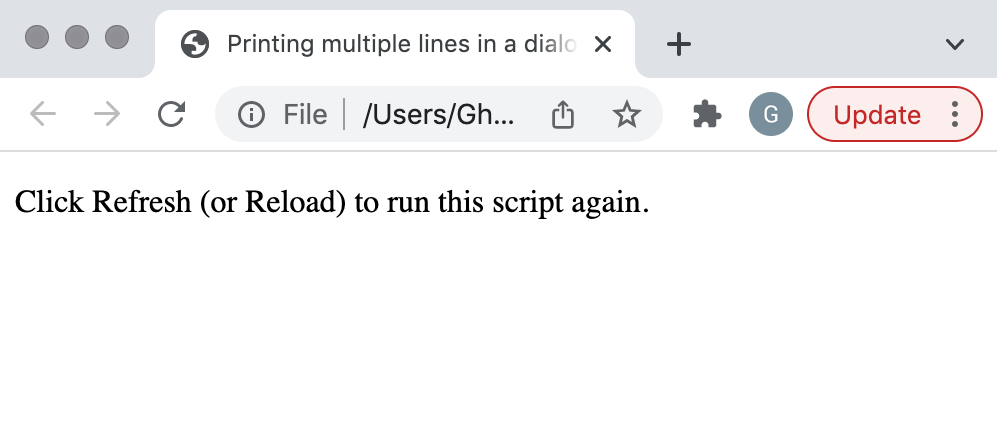 Printing multiple lines in a dialo
File /Users/Gh... G Update
Click Refresh (or Reload) to run this script again.